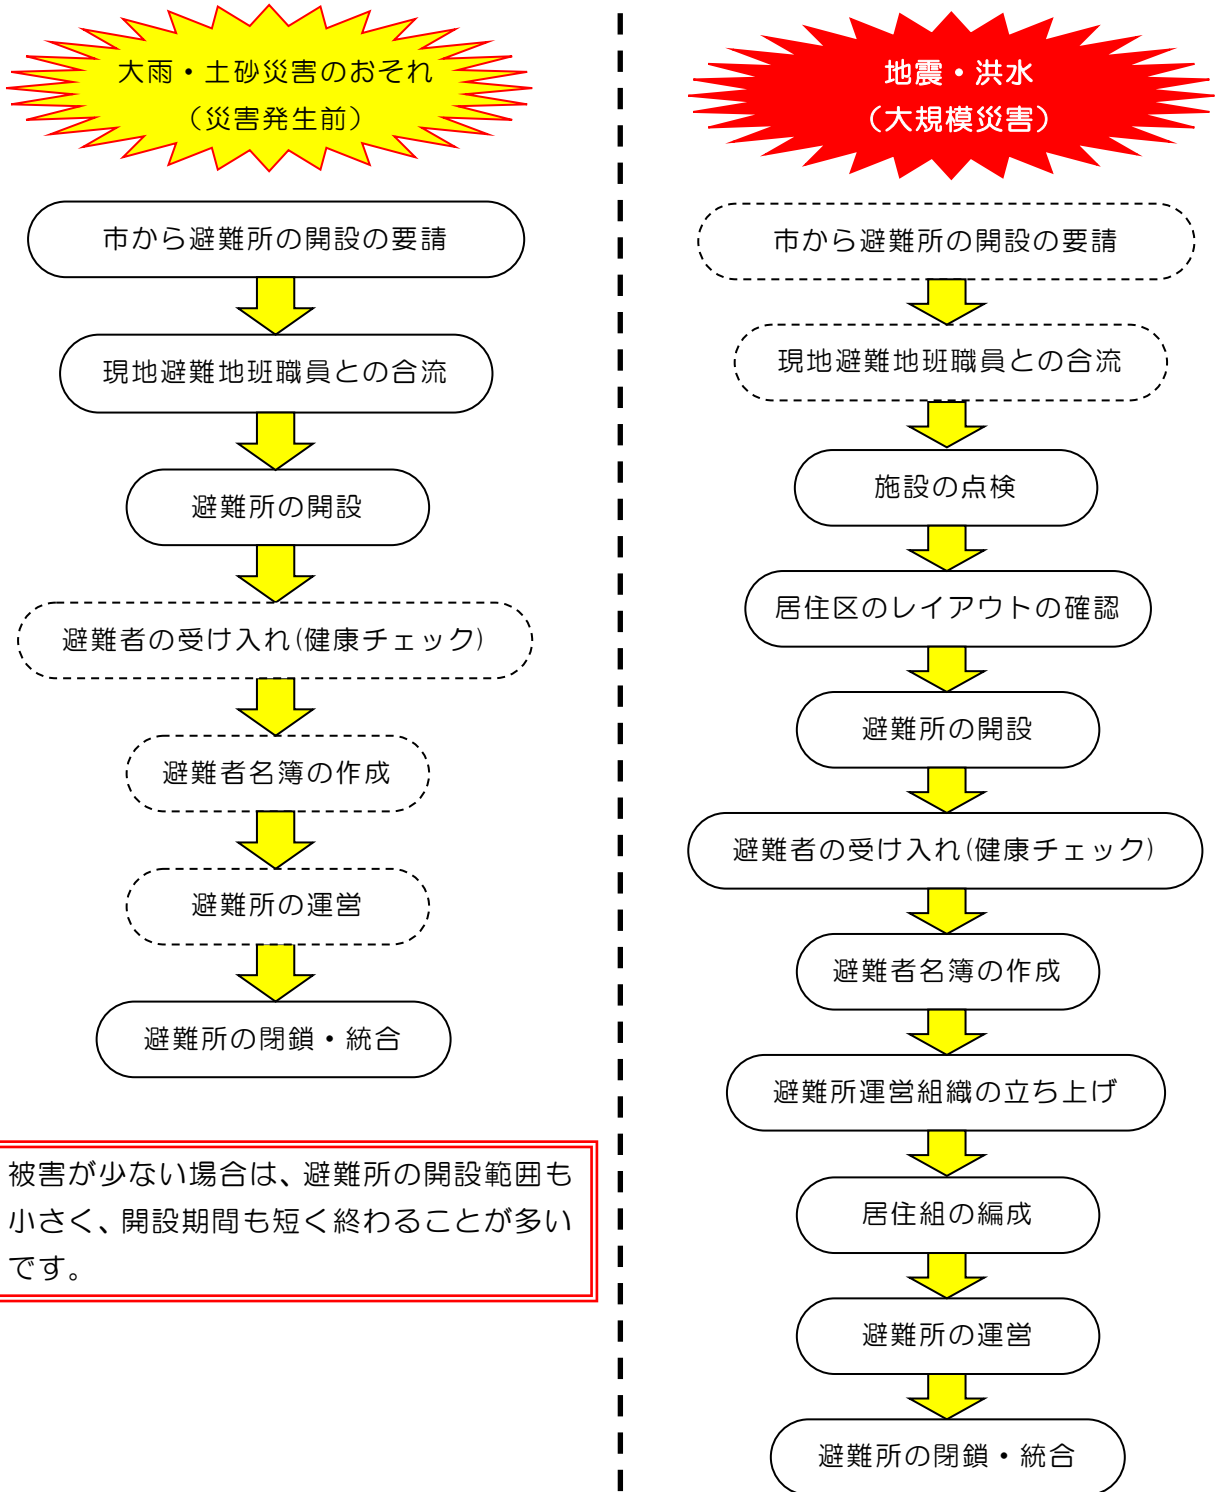 大雨・土砂災害のおそれ
（災害発生前）
市から避難所の開設の要請
現地避難地班職員との合流
避難所の開設
避難者の受け入れ(健康チェック)
避難者名簿の作成
避難所の運営
避難所の閉鎖・統合
被害が少ない場合は、避難所の開設範囲も
小さく、開設期間も短く終わることが多い
です。
地震・洪水
（大規模災害）
市から避難所の開設の要請
現地避難地班職員との合流
施設の点検
居住区のレイアウトの確認
避難所の開設
避難者の受け入れ(健康チェック)
避難者名簿の作成
避難所運営組織の立ち上げ
居住組の編成
避難所の運営
避難所の閉鎖・統合